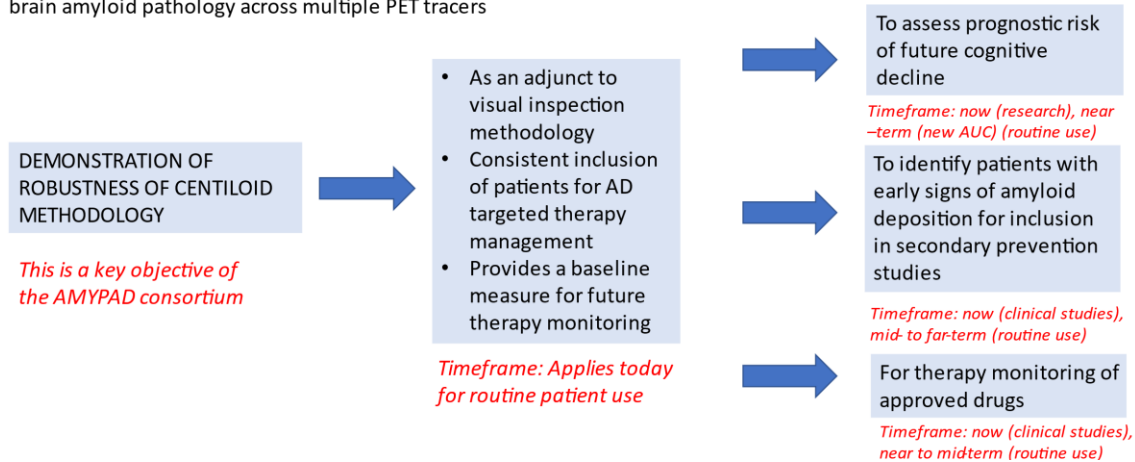 brain amyloid pathology across multiple PET tracers
DEMONSTRATION OF
ROBUSTNESS OF CENTILOID
METHODOLOGY
This is a key objective of
the AMYPAD consortium
• As an adjunct to
visual inspection
methodology
• Consistent inclusion
of patients for AD
targeted therapy
management
• Provides a baseline
measure for future
therapy monitoring
Timeframe: Applies today
for routine patient use
To assess prognostic risk
of future cognitive
decline
Timeframe: now (research), near
–term (new AUC) (routine use)
To identify patients with
early signs of amyloid
deposition for inclusion
in secondary prevention
studies
Timeframe: now (clinical studies),
mid- to far-term (routine use)
For therapy monitoring of
approved drugs
Timeframe: now (clinical studies),
near to midterm (routine use)